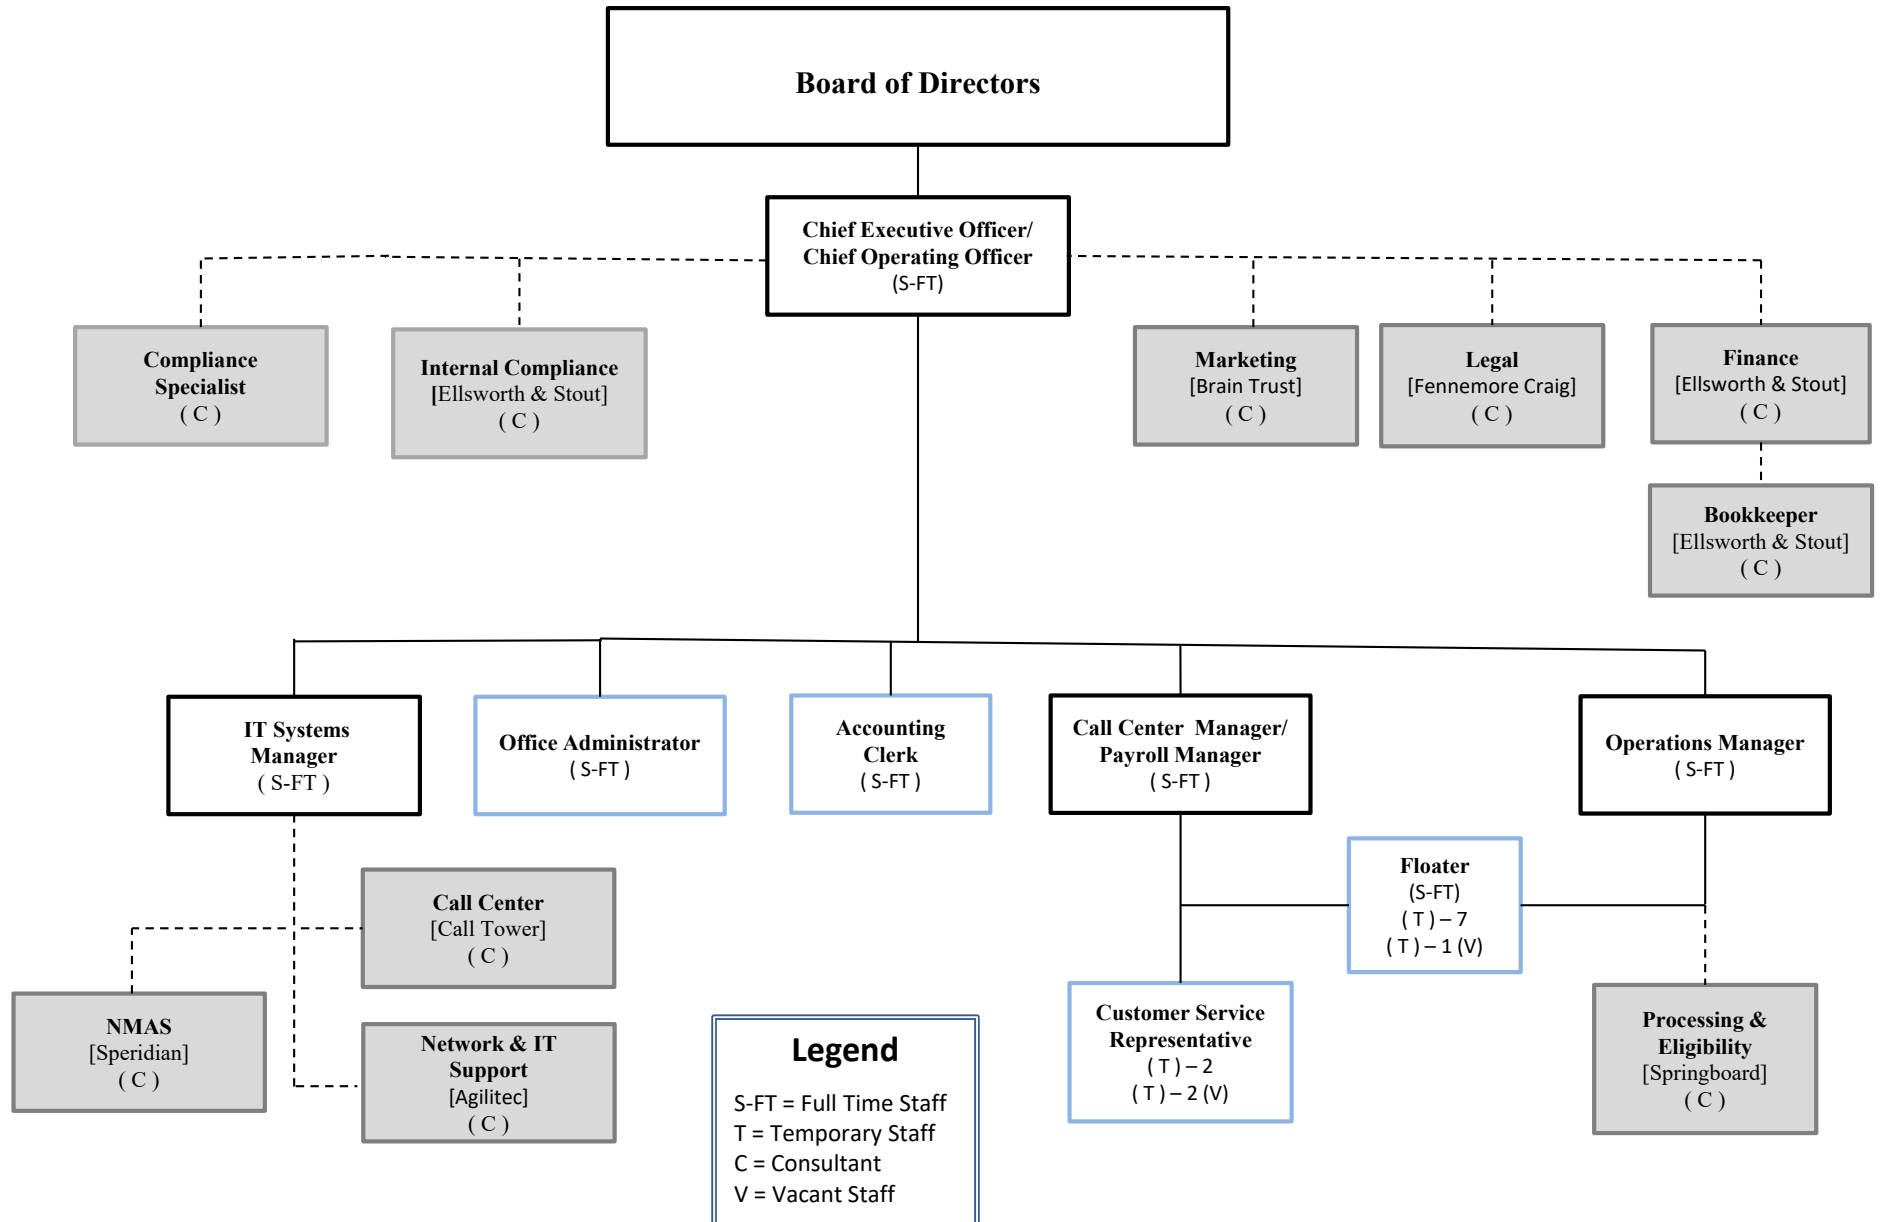 Board of Directors
Chief Executive Officer/
Chief Operating Officer
(S-FT)
Compliance
Specialist
( C )
Internal Compliance
[Ellsworth & Stout]
( C )
Marketing
[Brain Trust]
( C )
Legal
[Fennemore Craig]
( C )
Finance
[Ellsworth & Stout]
( C )
Bookkeeper
[Ellsworth & Stout]
( C )
IT Systems
Manager
( S-FT )
Office Administrator
( S-FT )
Accounting
Clerk
( S-FT )
Call Center  Manager/
Payroll Manager
( S-FT )
Operations Manager
( S-FT )
Floater
(S-FT)
( T ) – 7
( T ) – 1 (V)
Call Center
[Call Tower]
( C )
NMAS
[Speridian]
( C )
Network & IT
Support
[Agilitec]
( C )
Customer Service
Representative
( T ) – 2
( T ) – 2 (V)
Processing &
Eligibility
[Springboard]
( C )
Legend
S-FT = Full Time Staff
T = Temporary Staff
C = Consultant
V = Vacant Staff